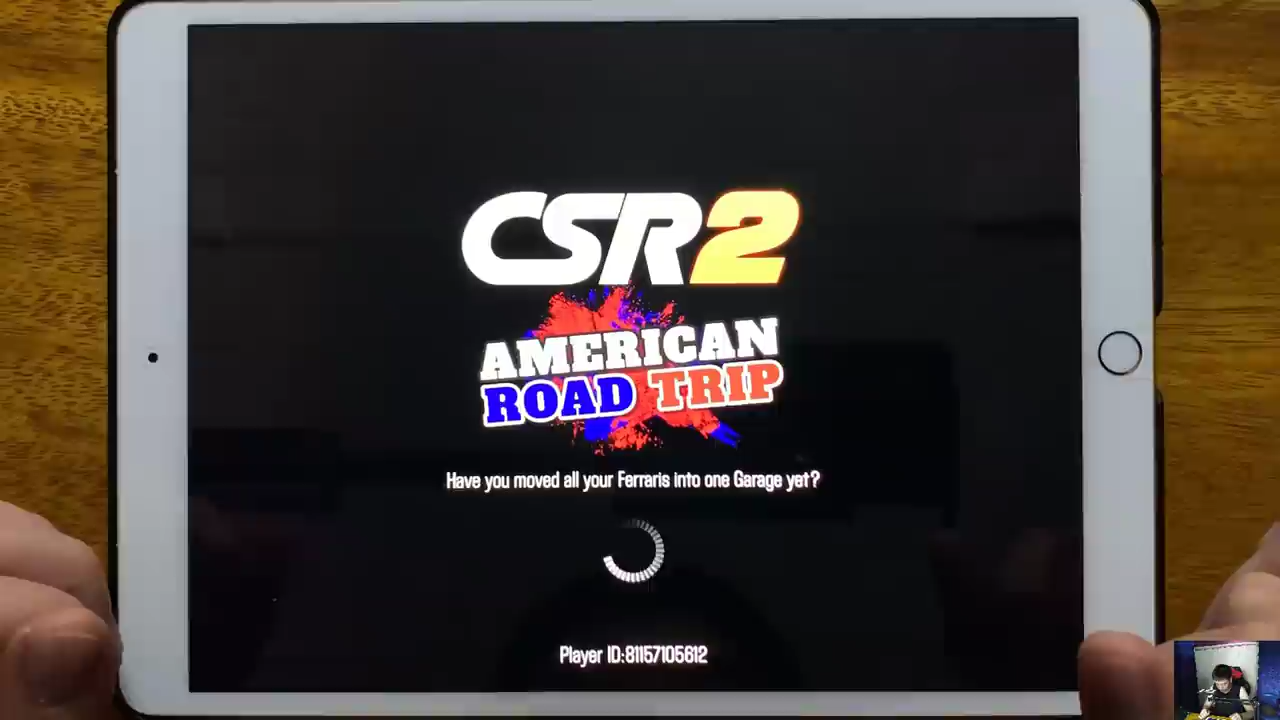 CSR2
AMERICAN
ROAD TRIP
Have you moved all your Ferraris into one Garage yet?
Player ID:81157105612